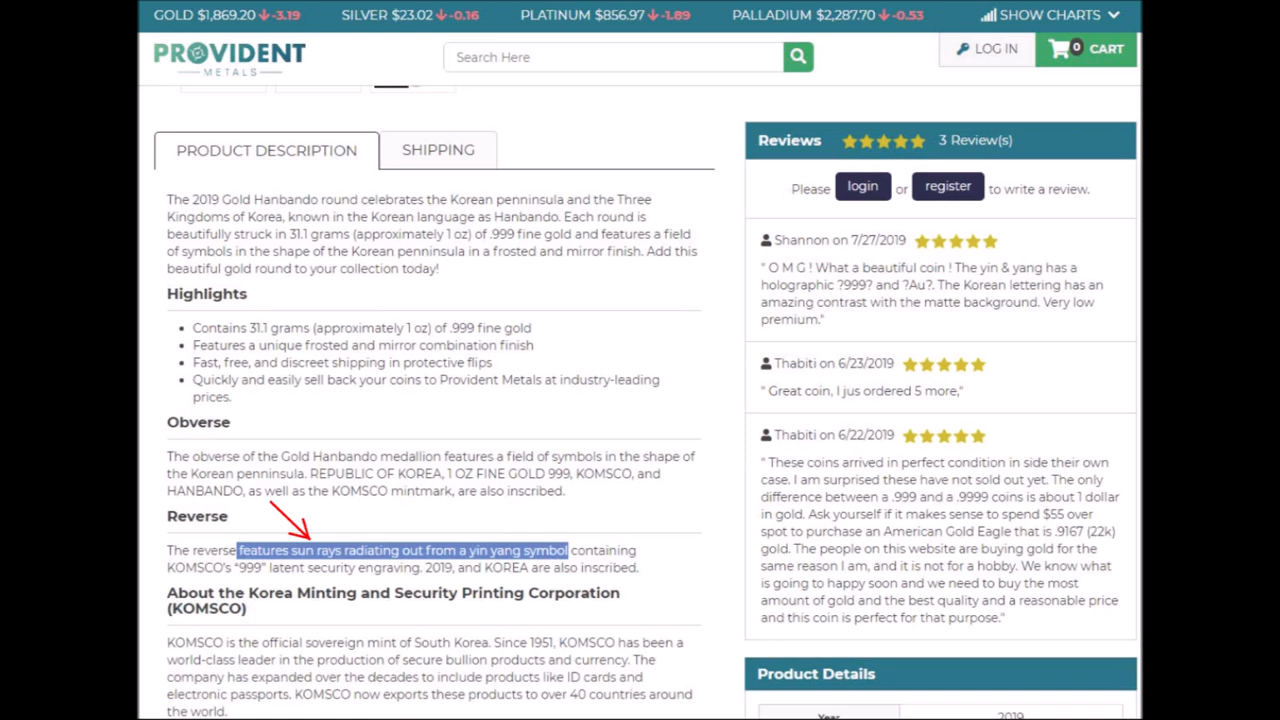 GOLD $1,869.20 -3.19 SILVER $23.02 -0.16 PLATINUM $856.97 -1.89 PALLADIUM $2,287.70 -0.53 SHOW CHARTS
PROVIDENT
METALS
Search Here
LOG IN
0 CART
PRODUCT DESCRIPTION
SHIPPING
The 2019 Gold Hanbando round celebrates the Korean penninsula and the Three
Kingdoms of Korea, known in the Korean language as Hanbando. Each round is
beautifully struck in 31.1 grams (approximately 1 oz) of .999 fine gold and features a field
of symbols in the shape of the Korean penninsula in a frosted and mirror finish. Add this
beautiful gold round to your collection today!
Highlights
Contains 31.1 grams (approximately 1 oz) of .999 fine gold
Features a unique frosted and mirror combination finish
Fast, free, and discreet shipping in protective flips
Quickly and easily sell back your coins to Provident Metals at industry-leading
prices.
Obverse
The obverse of the Gold Hanbando medallion features a field of symbols in the shape of
the Korean penninsula. REPUBLIC OF KOREA, 1 OZ FINE GOLD 999, KOMSCO, and
HANBANDO, as well as the KOMSCO mintmark, are also inscribed.
Reverse
The reverse features sun rays radiating out from a yin yang symbol containing
KOMSCO's “999” latent security engraving. 2019, and KOREA are also inscribed.
About the Korea Minting and Security Printing Corporation
(KOMSCO)
KOMSCO is the official sovereign mint of South Korea. Since 1951, KOMSCO has been a
world-class leader in the production of secure bullion products and currency. The
company has expanded over the decades to include products like ID cards and
electronic passports. KOMSCO now exports these products to over 40 countries around
the world.
Reviews 3 Review(s)
Please login or register to write a review.
Shannon on 7/27/2019
" O M G ! What a beautiful coin ! The yin & yang has a
holographic ?999? and ?Au?. The Korean lettering has an
amazing contrast with the matte background. Very low
premium."
Thabiti on 6/23/2019
" Great coin, I jus ordered 5 more,"
Thabiti on 6/22/2019
" These coins arrived in perfect condition in side their own
case. I am surprised these have not sold out yet. The only
difference between a .999 and a .9999 coins is about 1 dollar
in gold. Ask yourself if it makes sense to spend $55 over
spot to purchase an American Gold Eagle that is .9167 (22k)
gold. The people on this website are buying gold for the
same reason I am, and it is not for a hobby. We know what
is going to happy soon and we need to buy the most
amount of gold and the best quality and a reasonable price
and this coin is perfect for that purpose."
Product Details
Year 2019